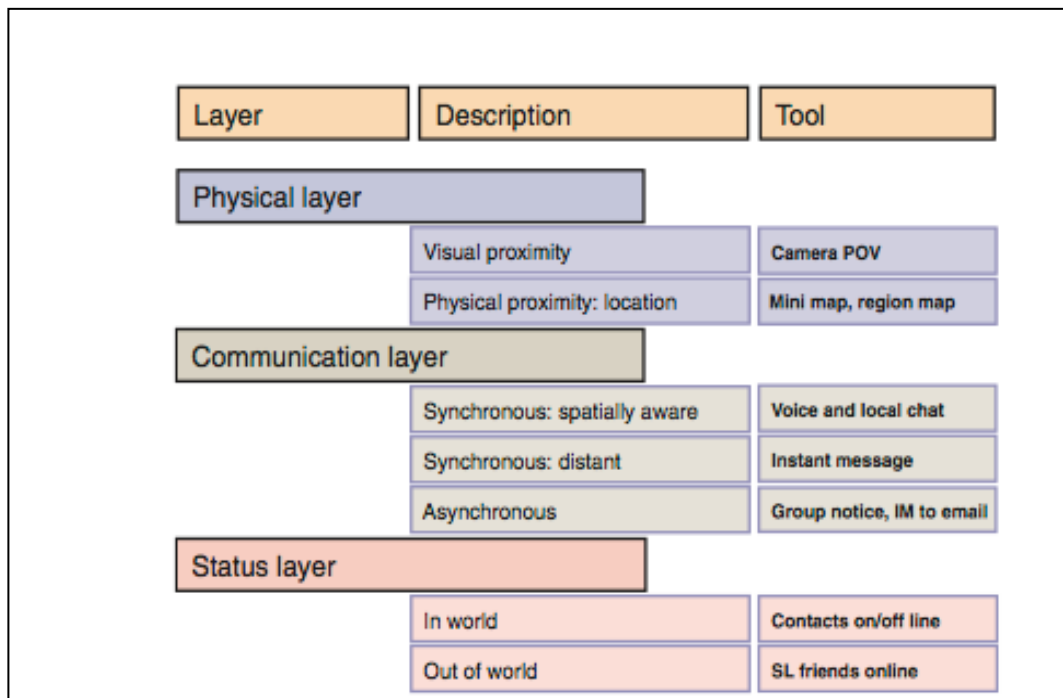 Layer Description Tool
Physical layer
Visual proximity Camera POV
Physical proximity: location Mini map, region map
Communication layer
Synchronous: spatially aware Voice and local chat
Synchronous: distant Instant message
Asynchronous Group notice, IM to email
Status layer
In world Contacts on/off line
Out of world SL friends online